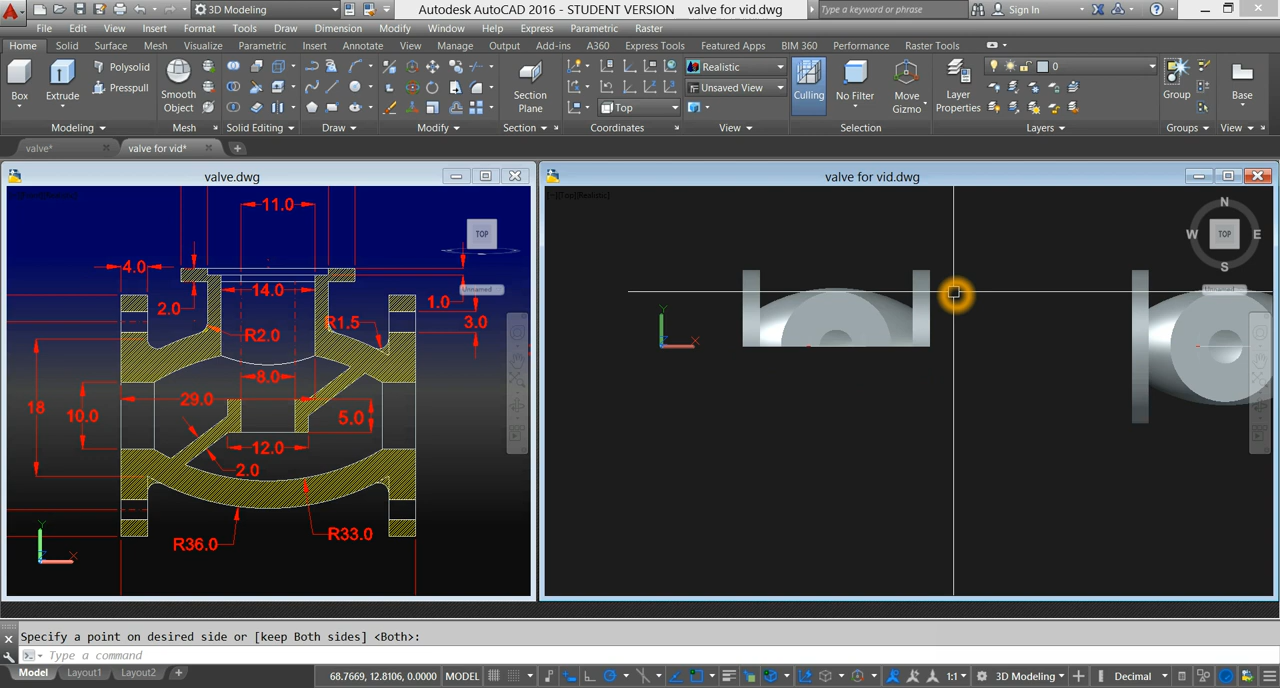 3D Modeling
Autodesk AutoCAD 2016 - STUDENT VERSION valve for vid.dwg
Type a keyword or phrase
Sign In
File Edit View Insert Format Tools Draw Dimension Modify Window Help Express Parametric Raster
Home Solid Surface Mesh Visualize Parametric Insert Annotate View Manage Output Add-ins A360 Express Tools Featured Apps BIM 360 Performance Raster Tools
Polysolid
Presspull
Box Extrude
Smooth Object
Section Plane
Realistic
Unsaved View
Top
Culling No Filter Move Gizmo
Layer Properties
0
Group
Base
Modeling Mesh Solid Editing Draw Modify Section Coordinates View Selection Layers Groups View
valve* valve for vid*
valve.dwg
valve for vid.dwg
[−][Top][Realistic]
11.0
4.0
TOP
Unnamed
14.0
2.0
1.0
R2.0
R1.5
3.0
8.0
29.0
18
10.0
5.0
12.0
2.0
R36.0
R33.0
Y
X
N
W TOP E
S
Unnamed
Y
X
Specify a point on desired side or [keep Both sides] <Both>:
Type a command
Model Layout1 Layout2 +
68.7669, 12.8106, 0.0000 MODEL 1:1 3D Modeling Decimal